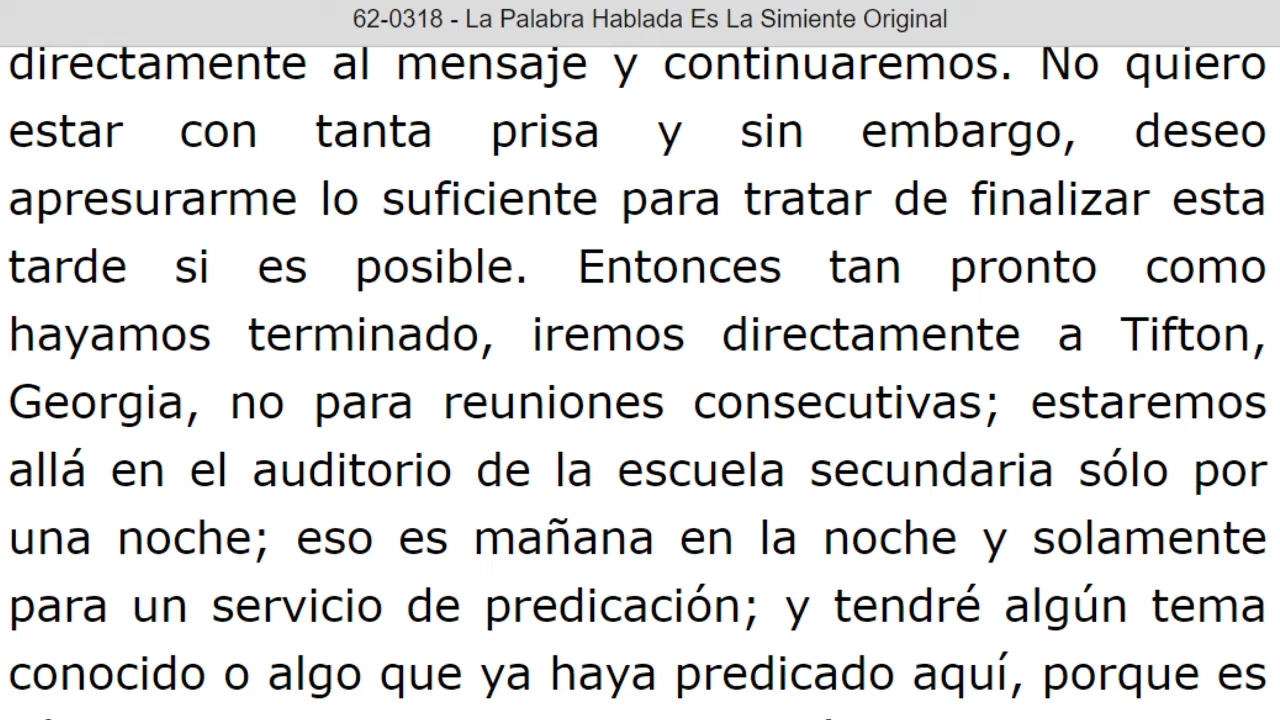 62-0318 - La Palabra Hablada Es La Simiente Original
directamente al mensaje y continuaremos. No quiero
estar con tanta prisa y sin embargo, deseo
apresurarme lo suficiente para tratar de finalizar esta
tarde si es posible. Entonces tan pronto como
hayamos terminado, iremos directamente a Tifton,
Georgia, no para reuniones consecutivas; estaremos
allá en el auditorio de la escuela secundaria sólo por
una noche; eso es mañana en la noche y solamente
para un servicio de predicación; y tendré algún tema
conocido o algo que ya haya predicado aquí, porque es